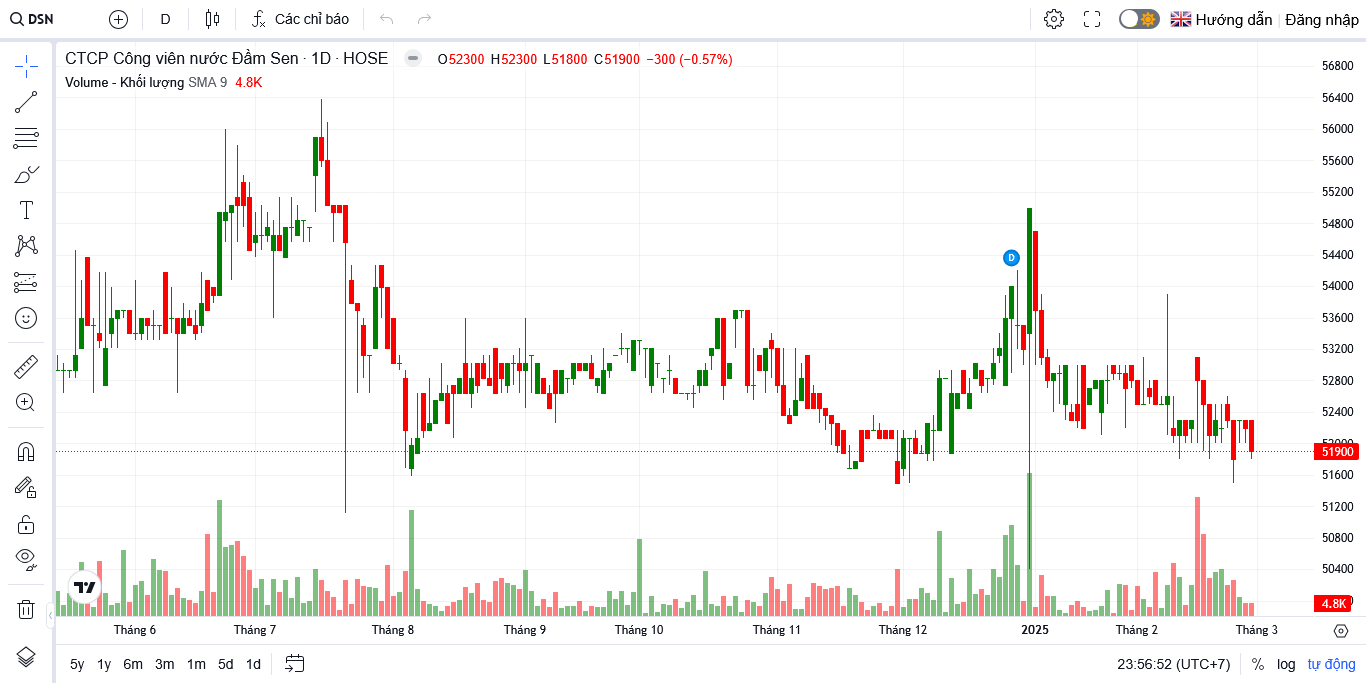 DSN D Các chỉ báo Hướng dẫn Đăng nhập
CTCP Công viên nước Đầm Sen · 1D · HOSE O52300 H52300 L51800 C51900 −300 (−0.57%)
Volume - Khối lượng SMA 9 4.8K
56800
56400
56000
55600
55200
54800
54400
54000
53600
53200
52800
52400
52000
51900
51600
51200
50800
50400
4.8K
D
Tháng 6 Tháng 7 Tháng 8 Tháng 9 Tháng 10 Tháng 11 Tháng 12 2025 Tháng 2 Tháng 3
5y 1y 6m 3m 1m 5d 1d 23:56:52 (UTC+7) % log tự động